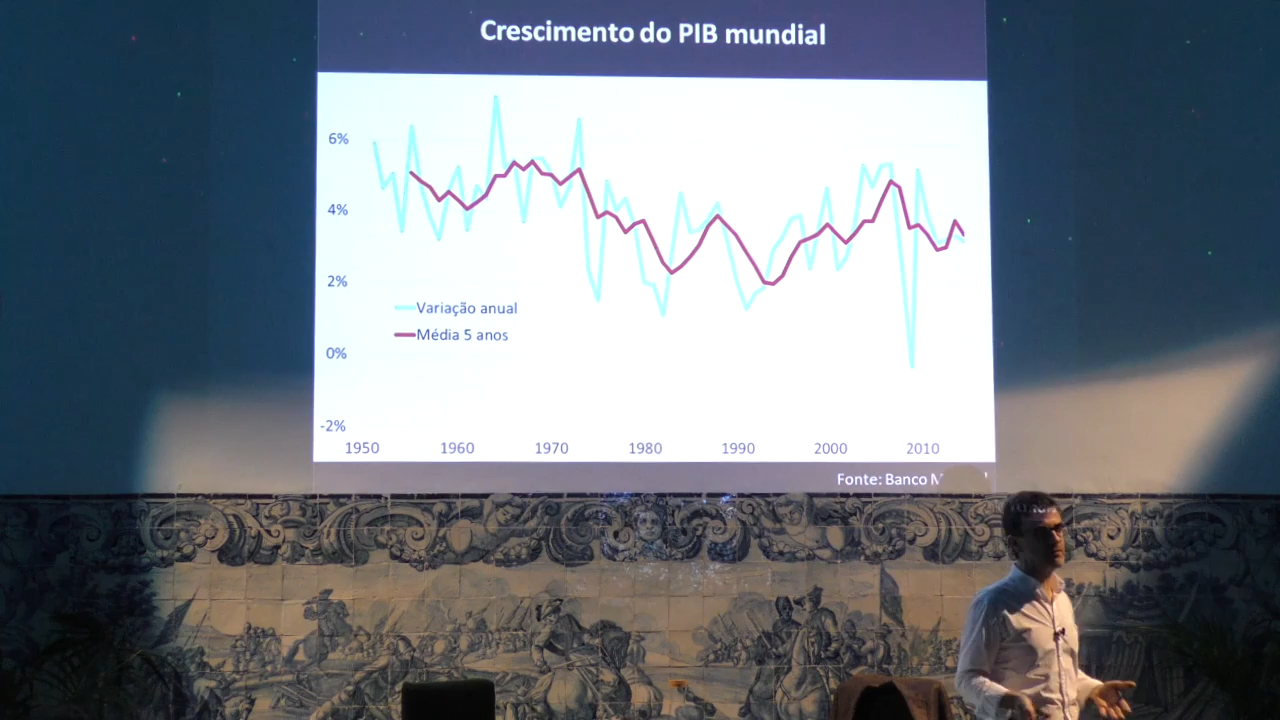 Crescimento do PIB mundial
6%
4%
2%
Variação anual
Média 5 anos
0%
-2%
1950 1960 1970 1980 1990 2000 2010
Fonte: Banco